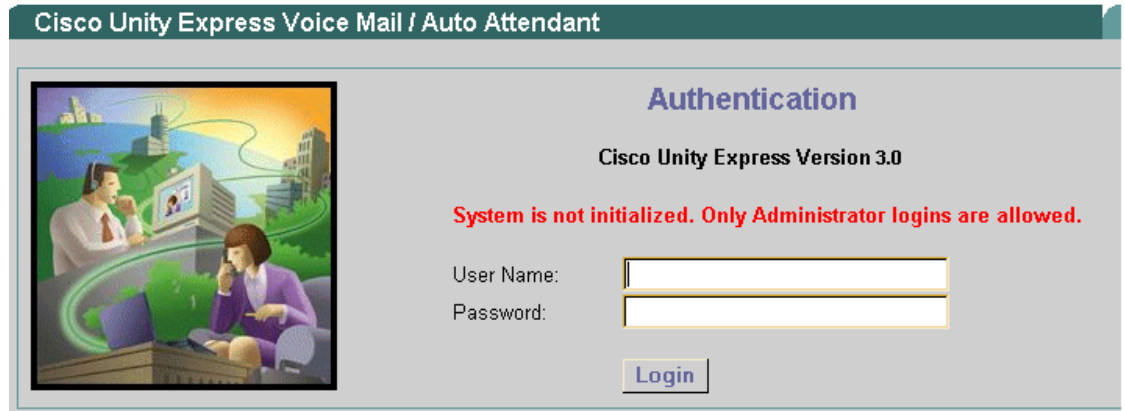 Cisco Unity Express Voice Mail / Auto Attendant
Authentication
Cisco Unity Express Version 3.0
System is not initialized. Only Administrator logins are allowed.
User Name:
Password:
Login